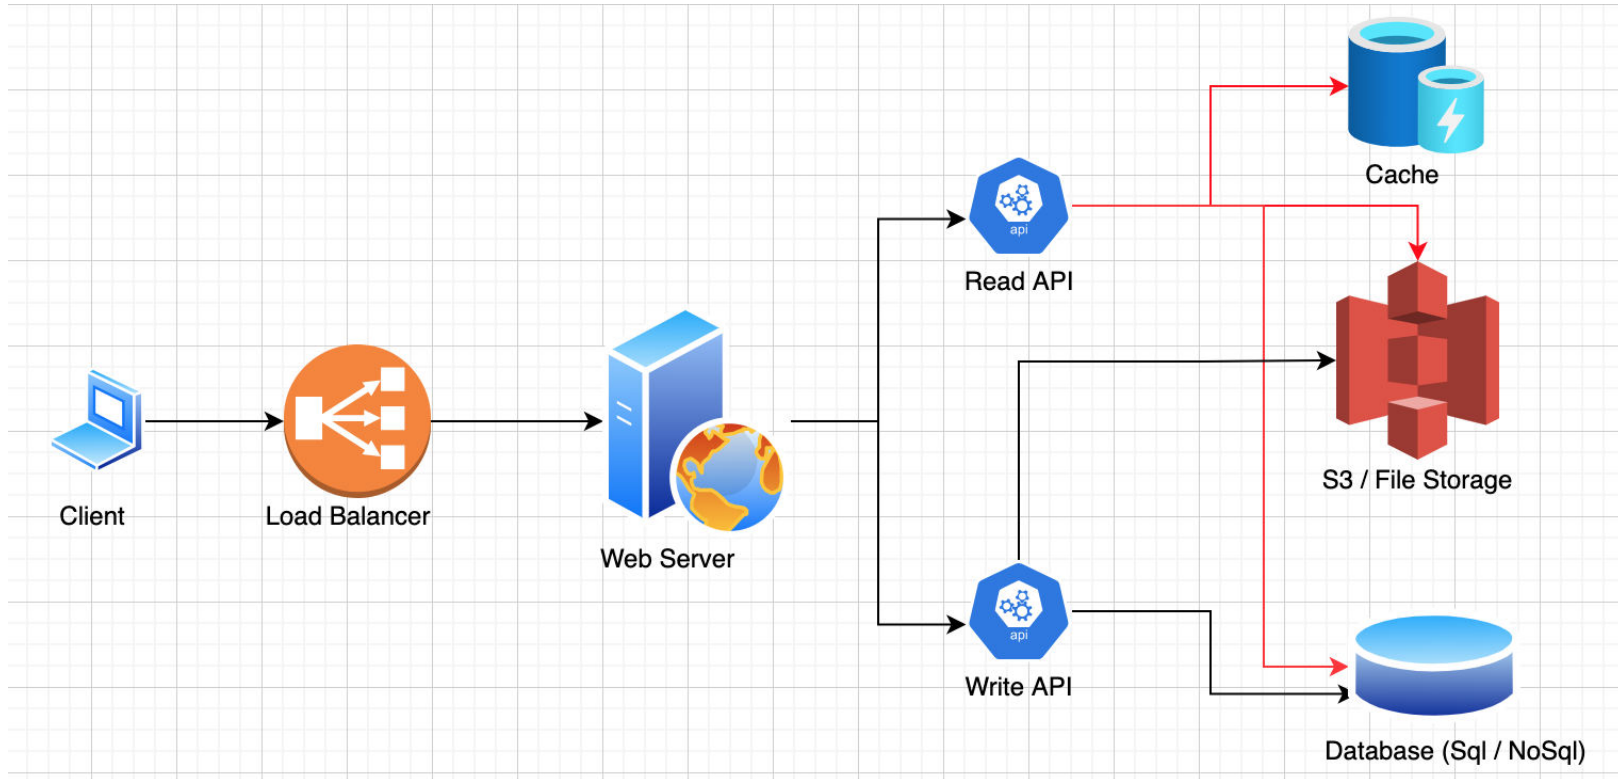 Cache
api
Read API
S3 / File Storage
Client
Load Balancer
Web Server
api
Write API
Database (Sql / NoSql)